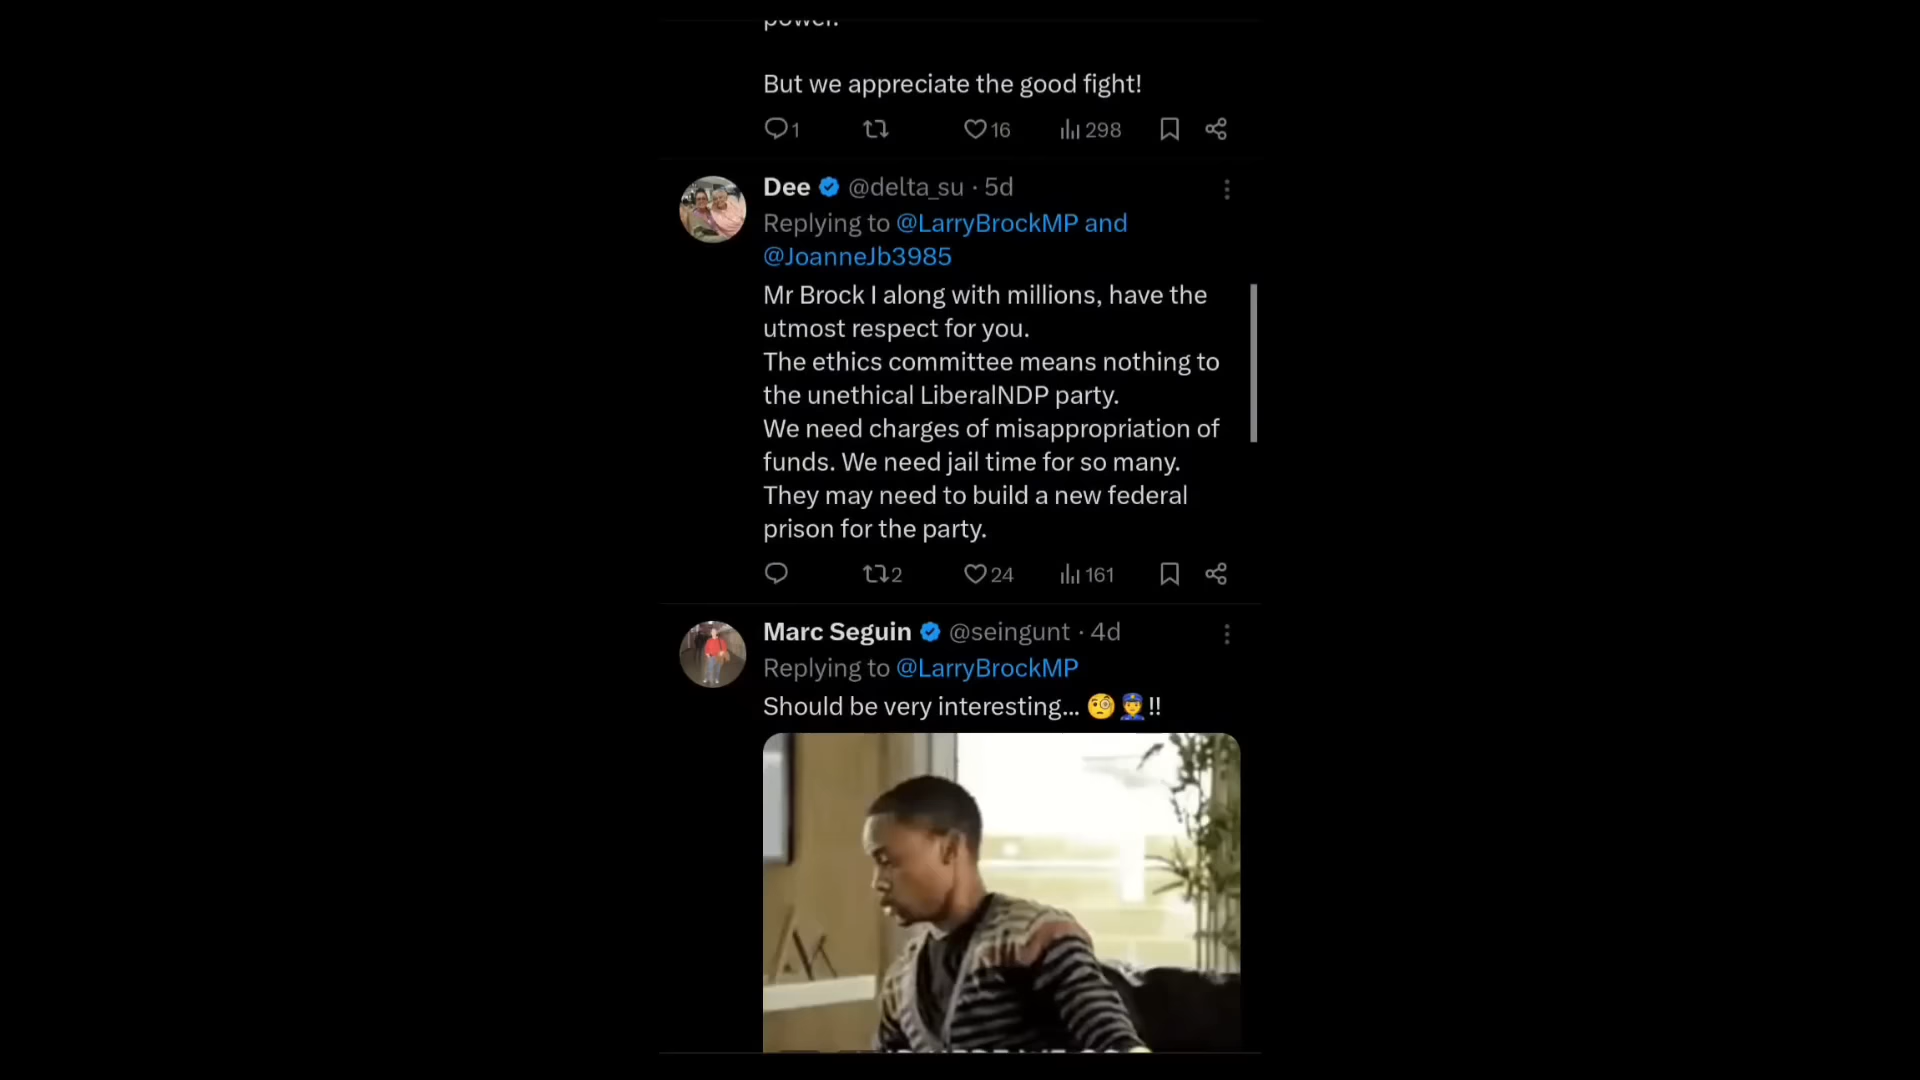 power.
But we appreciate the good fight!
1 16 298
Dee @delta_su · 5d
Replying to @LarryBrockMP and
@JoanneJb3985
Mr Brock I along with millions, have the
utmost respect for you.
The ethics committee means nothing to
the unethical LiberalNDP party.
We need charges of misappropriation of
funds. We need jail time for so many.
They may need to build a new federal
prison for the party.
2 24 161
Marc Seguin @seingunt · 4d
Replying to @LarryBrockMP
Should be very interesting... 🧐👮!!